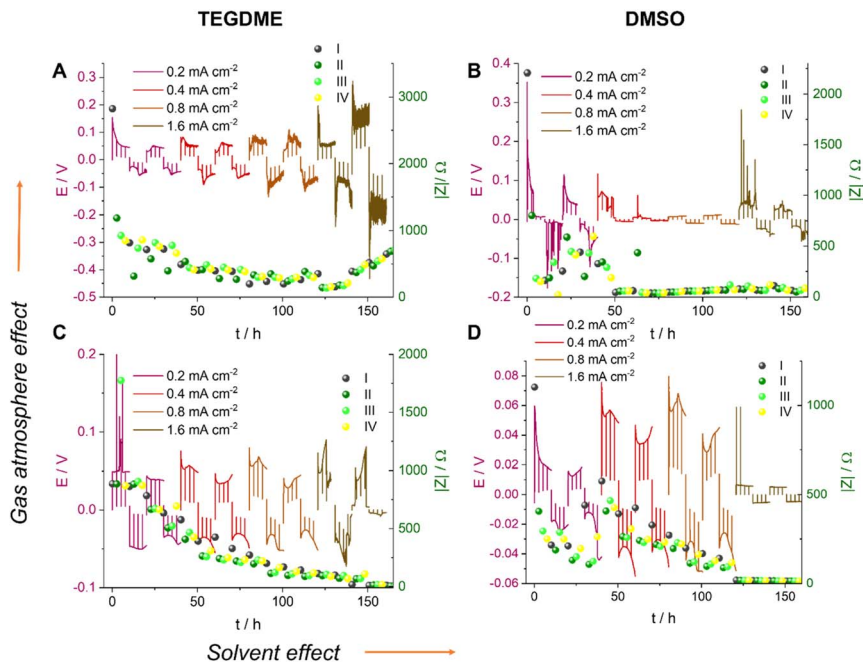 TEGDME
DMSO
A
0.2 mA cm⁻²
0.4 mA cm⁻²
0.8 mA cm⁻²
1.6 mA cm⁻²
I
II
III
IV
E / V
0.3
0.2
0.1
0.0
-0.1
-0.2
-0.3
-0.4
-0.5
3000
2000
1000
0
|Z|/ Ω
0
50
100
150
t / h
B
0.2 mA cm⁻²
0.4 mA cm⁻²
0.8 mA cm⁻²
1.6 mA cm⁻²
I
II
III
IV
E / V
0.4
0.3
0.2
0.1
0.0
-0.1
-0.2
2000
1500
1000
500
0
|Z|/ Ω
0
50
100
150
t / h
C
0.2 mA cm⁻²
0.4 mA cm⁻²
0.8 mA cm⁻²
1.6 mA cm⁻²
I
II
III
IV
E / V
0.2
0.1
0.0
-0.1
2000
1500
1000
500
0
|Z|/ Ω
0
50
100
150
t / h
D
0.2 mA cm⁻²
0.4 mA cm⁻²
0.8 mA cm⁻²
1.6 mA cm⁻²
I
II
III
IV
E / V
0.08
0.06
0.04
0.02
0.00
-0.02
-0.04
-0.06
1000
500
0
|Z|/ Ω
0
50
100
150
t / h
Gas atmosphere effect
Solvent effect